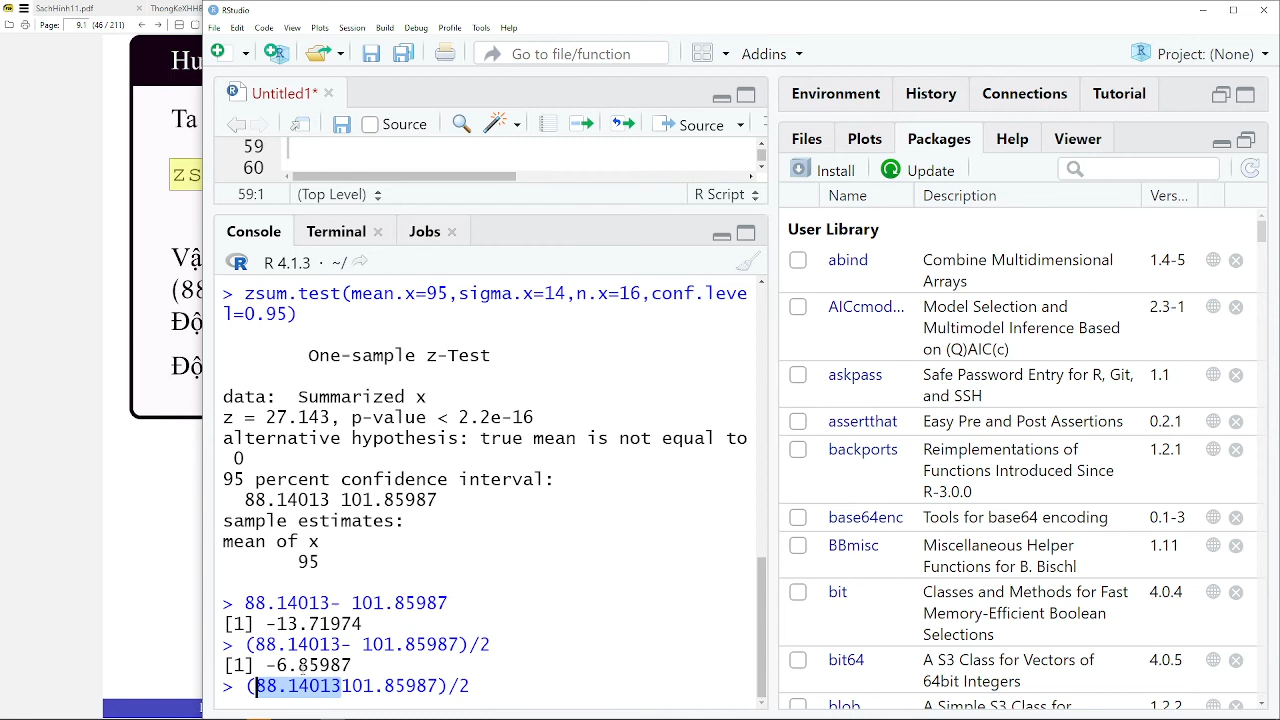 SachHinh11.pdf
ThongKeXHH
Page:
9.1
(46 / 211)
Hu
Ta
zs
Vậ
(88
Độ
Độ
RStudio
File Edit Code View Plots Session Build Debug Profile Tools Help
Go to file/function
Addins
Project: (None)
Untitled1*
Source
Source
59
60
59:1
(Top Level)
R Script
Console
Terminal
Jobs
R 4.1.3 · ~/
> zsum.test(mean.x=95,sigma.x=14,n.x=16,conf.leve
l=0.95)
One-sample z-Test
data:  Summarized x
z = 27.143, p-value < 2.2e-16
alternative hypothesis: true mean is not equal to
0
95 percent confidence interval:
88.14013 101.85987
sample estimates:
mean of x
95
> 88.14013- 101.85987
[1] -13.71974
> (88.14013- 101.85987)/2
[1] -6.85987
> (88.14013101.85987)/2
Environment
History
Connections
Tutorial
Files
Plots
Packages
Help
Viewer
Install
Update
Name
Description
Vers...
User Library
abind
Combine Multidimensional
Arrays
1.4-5
AICcmod...
Model Selection and
Multimodel Inference Based
on (Q)AIC(c)
2.3-1
askpass
Safe Password Entry for R, Git,
and SSH
1.1
assertthat
Easy Pre and Post Assertions
0.2.1
backports
Reimplementations of
Functions Introduced Since
R-3.0.0
1.2.1
base64enc
Tools for base64 encoding
0.1-3
BBmisc
Miscellaneous Helper
Functions for B. Bischl
1.11
bit
Classes and Methods for Fast
Memory-Efficient Boolean
Selections
4.0.4
bit64
A S3 Class for Vectors of
64bit Integers
4.0.5
blob
A Simple S3 Class for
1.2.2